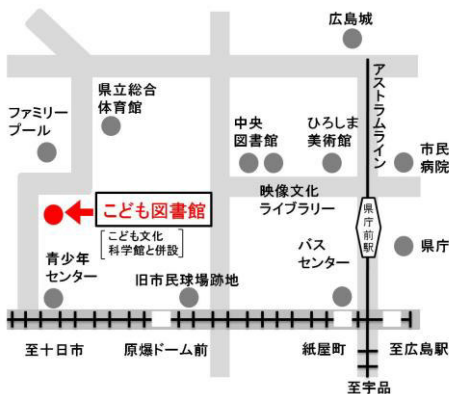 広島城
アストラムライン
県立総合
体育館
ファミリー
プール
中央
図書館
ひろしま
美術館
市民
病院
映像文化
ライブラリー
県庁前駅
こども図書館
こども文化
科学館と併設
青少年
センター
旧市民球場跡地
バス
センター
県庁
至十日市
原爆ドーム前
紙屋町
至広島駅
至宇品